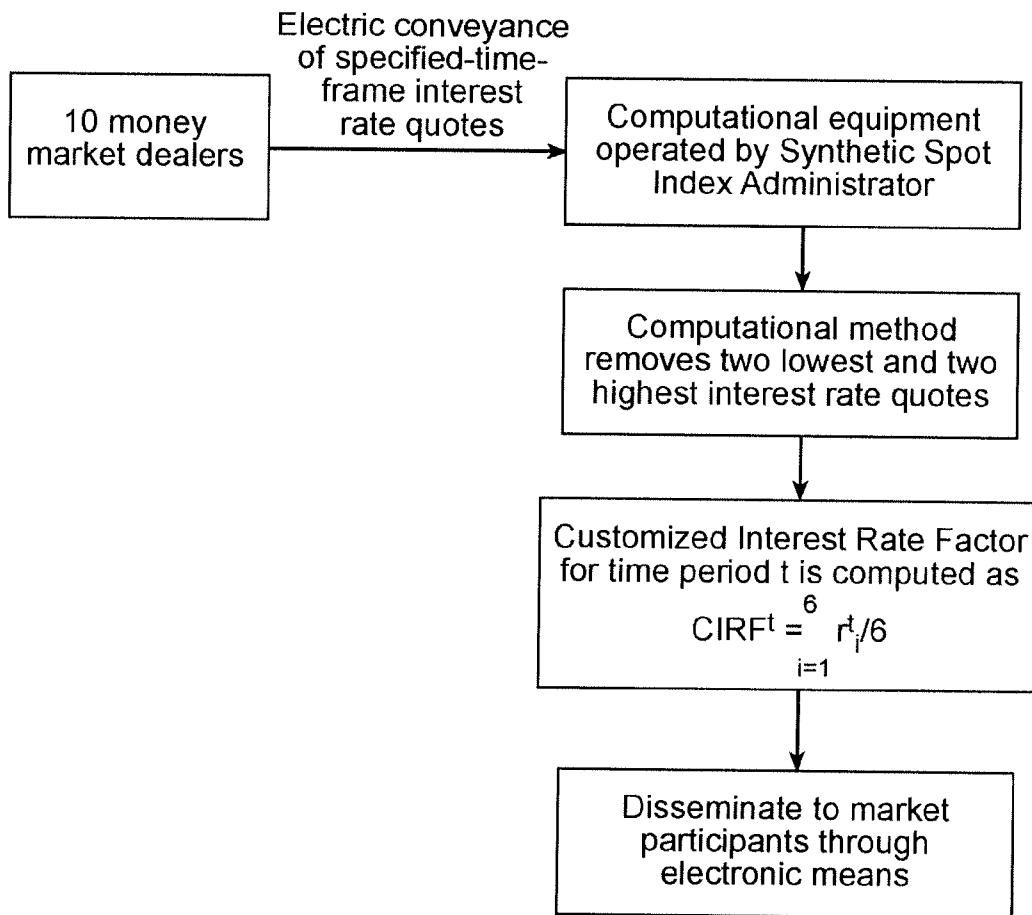 Electric conveyance
of specified-time-
frame interest
rate quotes
10 money
market dealers
Computational equipment
operated by Synthetic Spot
Index Administrator
Computational method
removes two lowest and two
highest interest rate quotes
Customized Interest Rate Factor
for time period t is computed as
6
CIRFᵗ = rᵗᵢ/6
i=1
Disseminate to market
participants through
electronic means